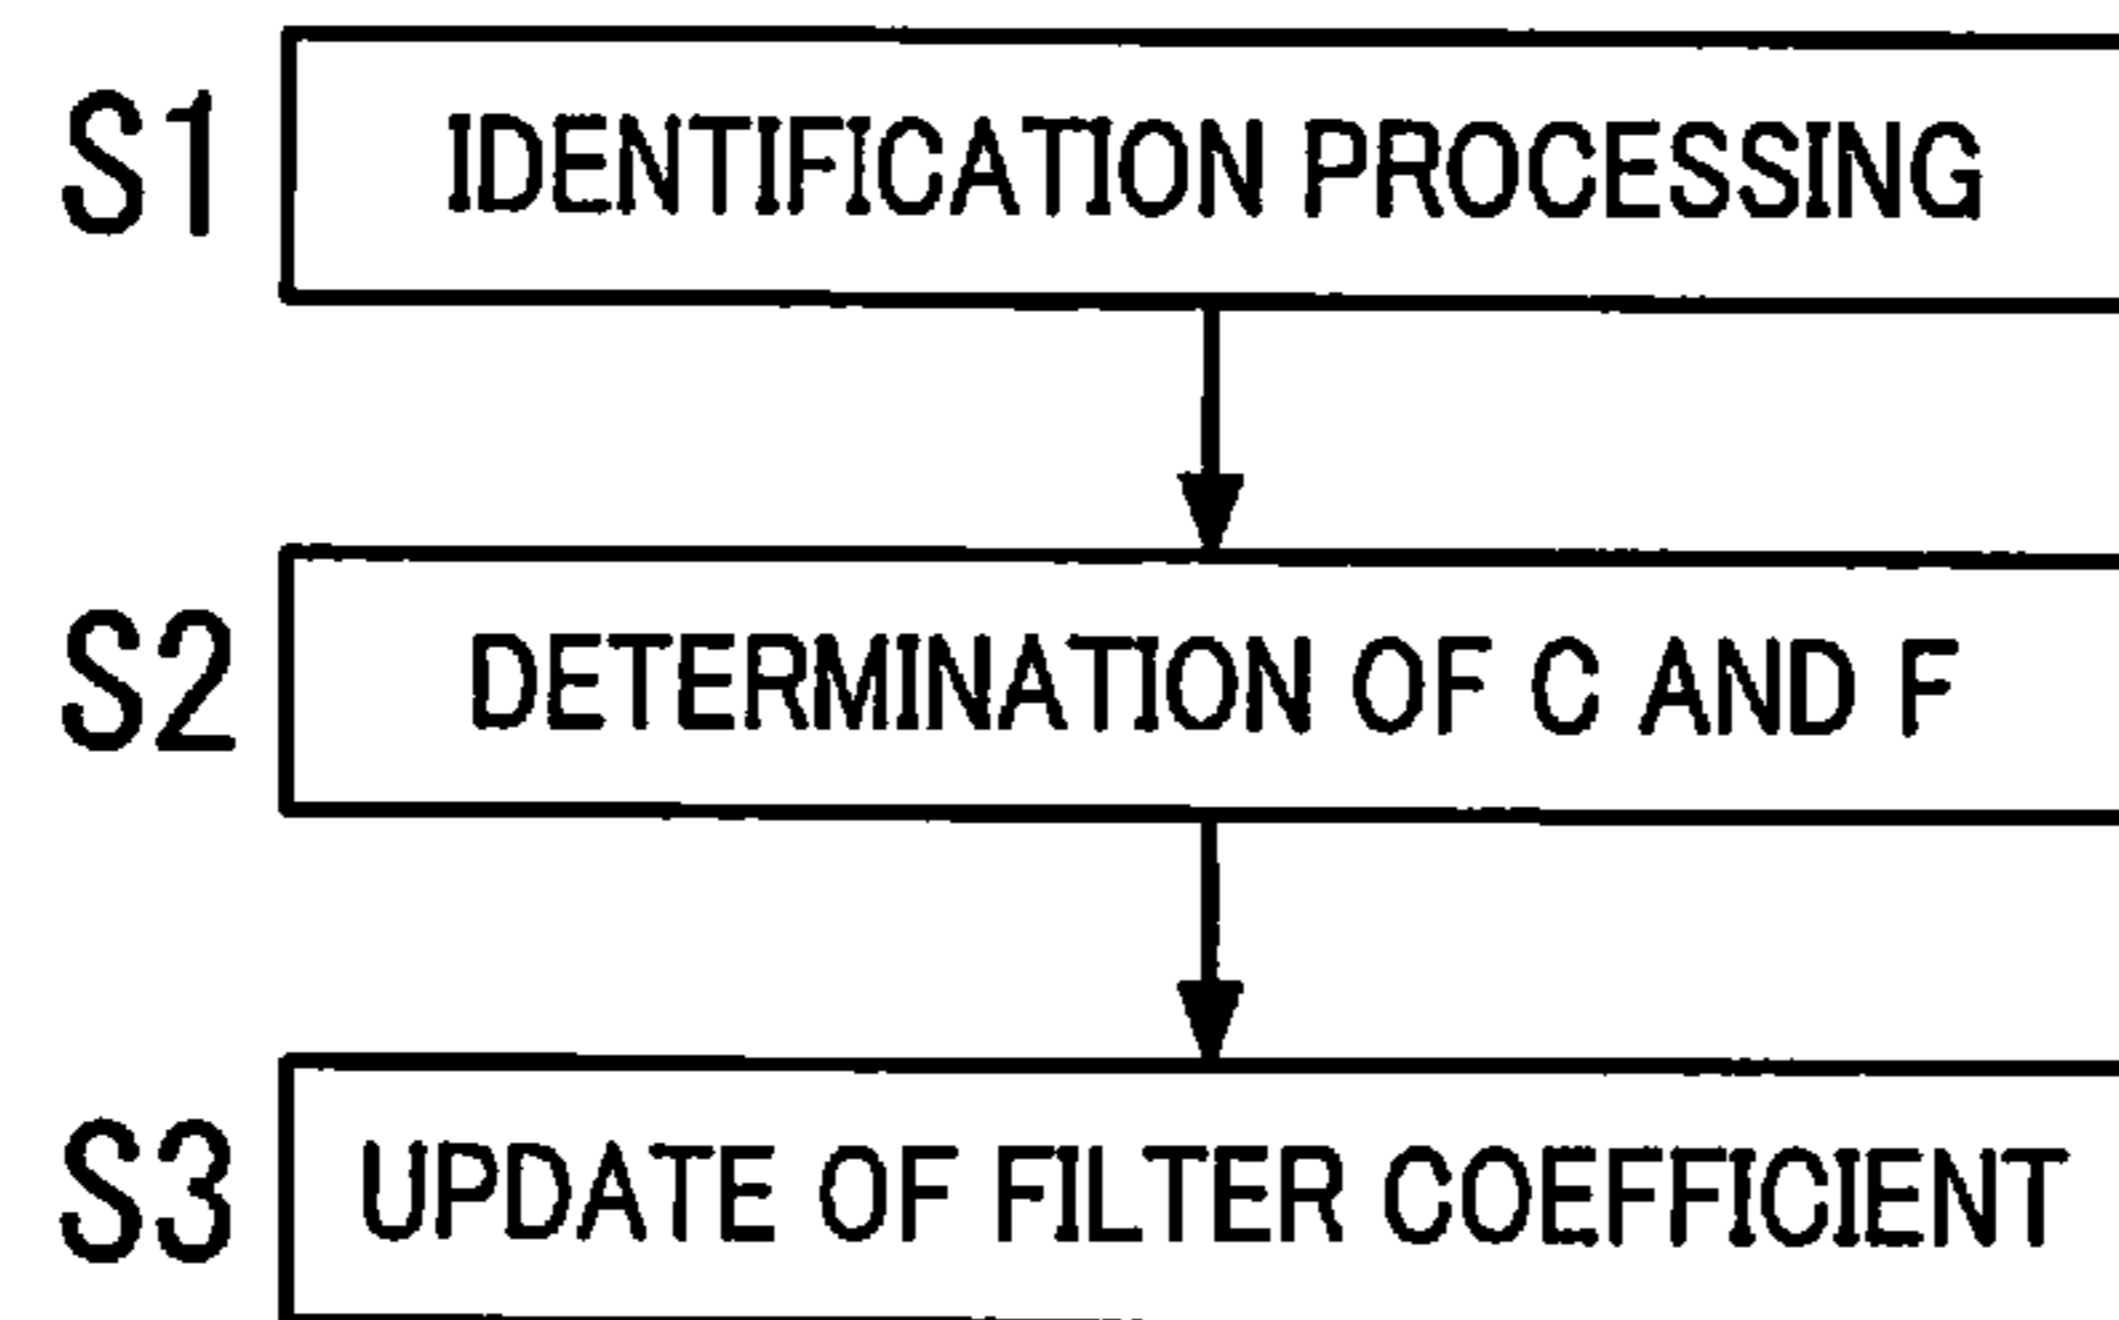 S1 IDENTIFICATION PROCESSING
S2 DETERMINATION OF C AND F
S3 UPDATE OF FILTER COEFFICIENT